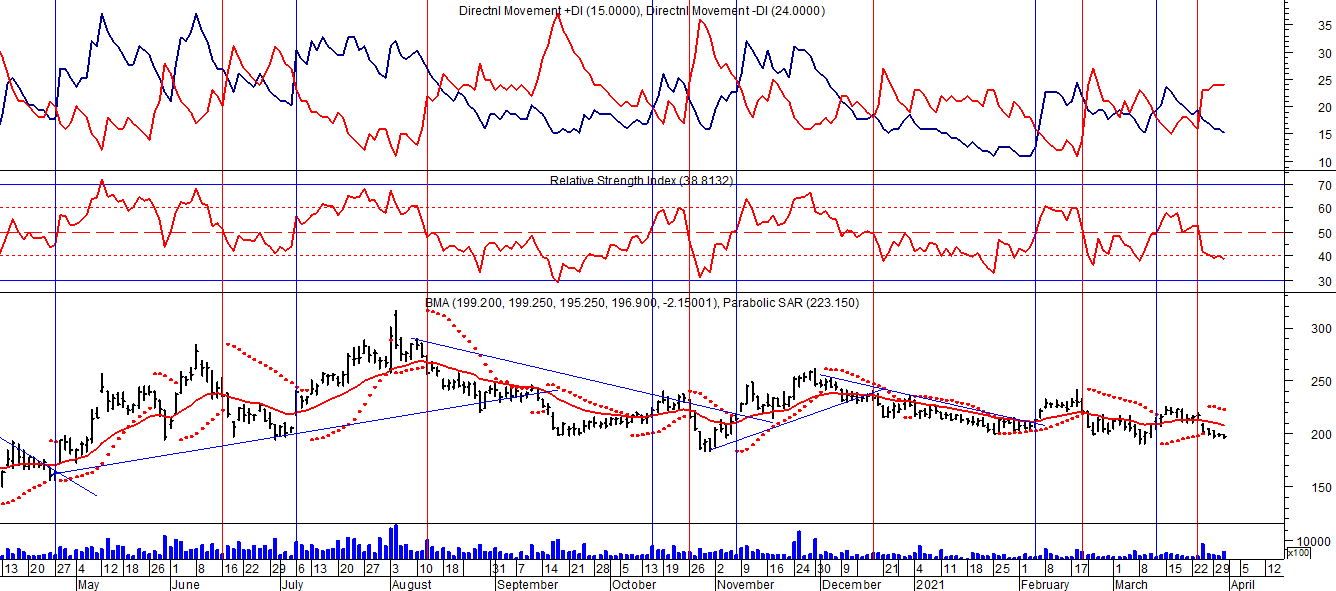 Directnl Movement +DI (15.0000), Directnl Movement -DI (24.0000)
35
30
25
20
15
10
Relative Strength Index (38.8132)
70
60
50
40
30
BMA (199.200, 199.250, 195.250, 196.900, -2.15001), Parabolic SAR (223.150)
300
250
200
150
10000
x100
13 20 27 4 12 18 26 1 8 16 22 29 6 13 20 27 3 10 18 31 7 14 21 28 5 13 19 26 2 9 16 24 30 9 21 4 11 18 25 1 8 17 1 8 15 22 29 5 12
May June July August September October November December 2021 February March April